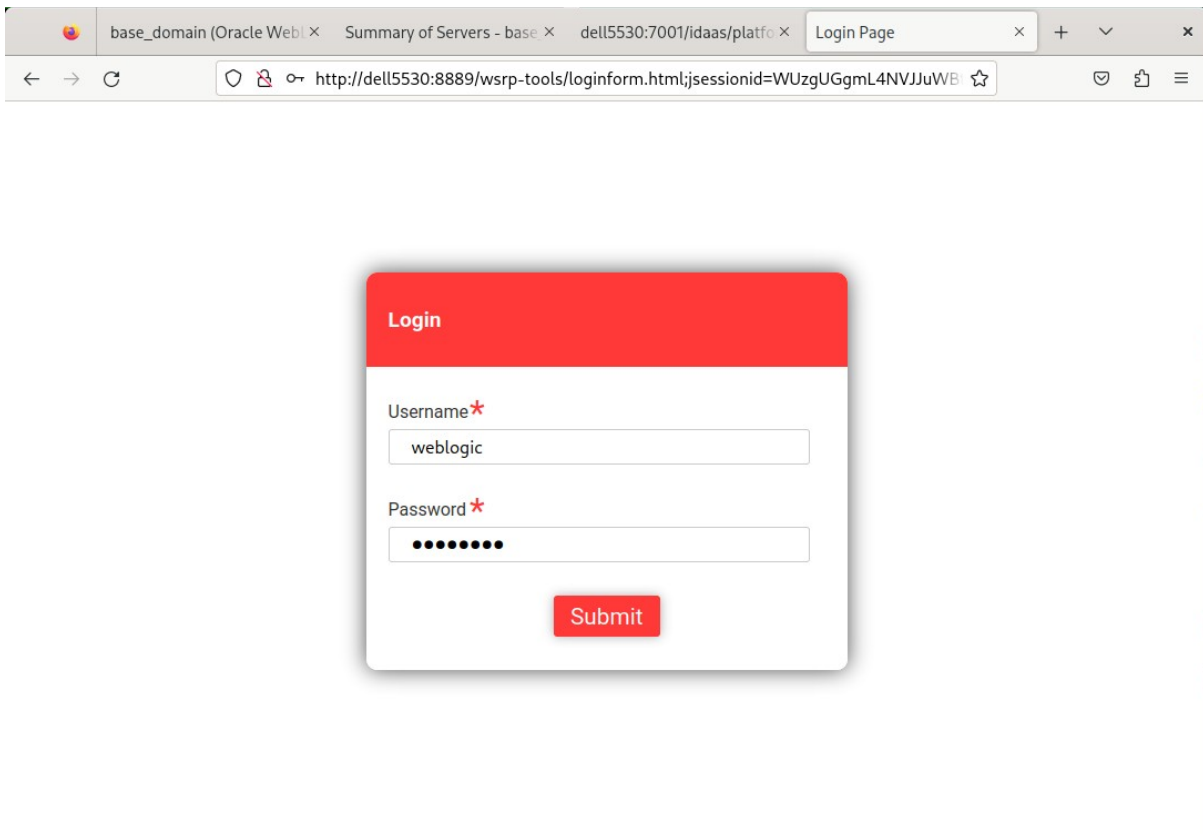 base_domain (Oracle Webl Summary of Servers - base dell5530:7001/idaas/platfo Login Page
http://dell5530:8889/wsrp-tools/loginform.html;jsessionid=WUzgUGgmL4NVJJuWB
Login
Username*
weblogic
Password *
••••••••
Submit